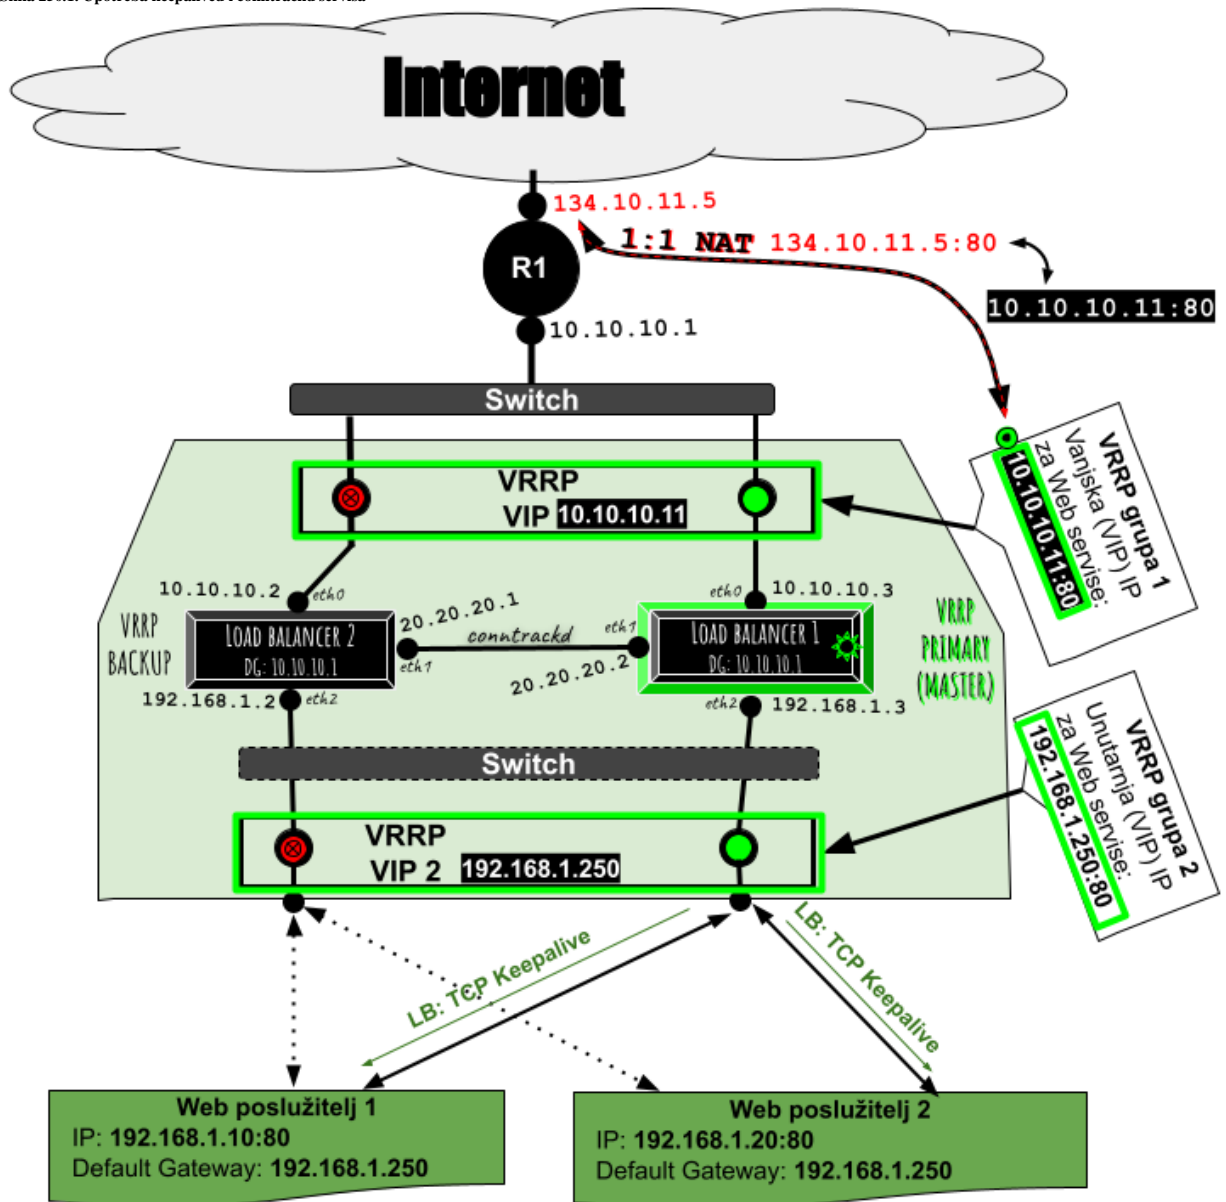 Internet
134.10.11.5
1:1 NAT 134.10.11.5:80
R1
10.10.10.11:80
10.10.10.1
Switch
VRRP grupa 1
Vanjska (VIP) IP
za Web servise:
10.10.10.11:80
VRRP
VIP 10.10.10.11
10.10.10.2
eth0
eth0
10.10.10.3
VRRP
BACKUP
LOAD BALANCER 2
DG: 10.10.10.1
20.20.20.1
eth1
conntrackd
eth1
20.20.20.2
LOAD BALANCER 1
DG: 10.10.10.1
VRRP
PRIMARY
(MASTER)
192.168.1.2
eth2
eth2
192.168.1.3
Switch
VRRP grupa 2
Unutarnja (VIP) IP
za Web servise:
192.168.1.250:80
VRRP
VIP 2 192.168.1.250
LB: TCP Keepalive
LB: TCP Keepalive
Web poslužitelj 1
IP: 192.168.1.10:80
Default Gateway: 192.168.1.250
Web poslužitelj 2
IP: 192.168.1.20:80
Default Gateway: 192.168.1.250